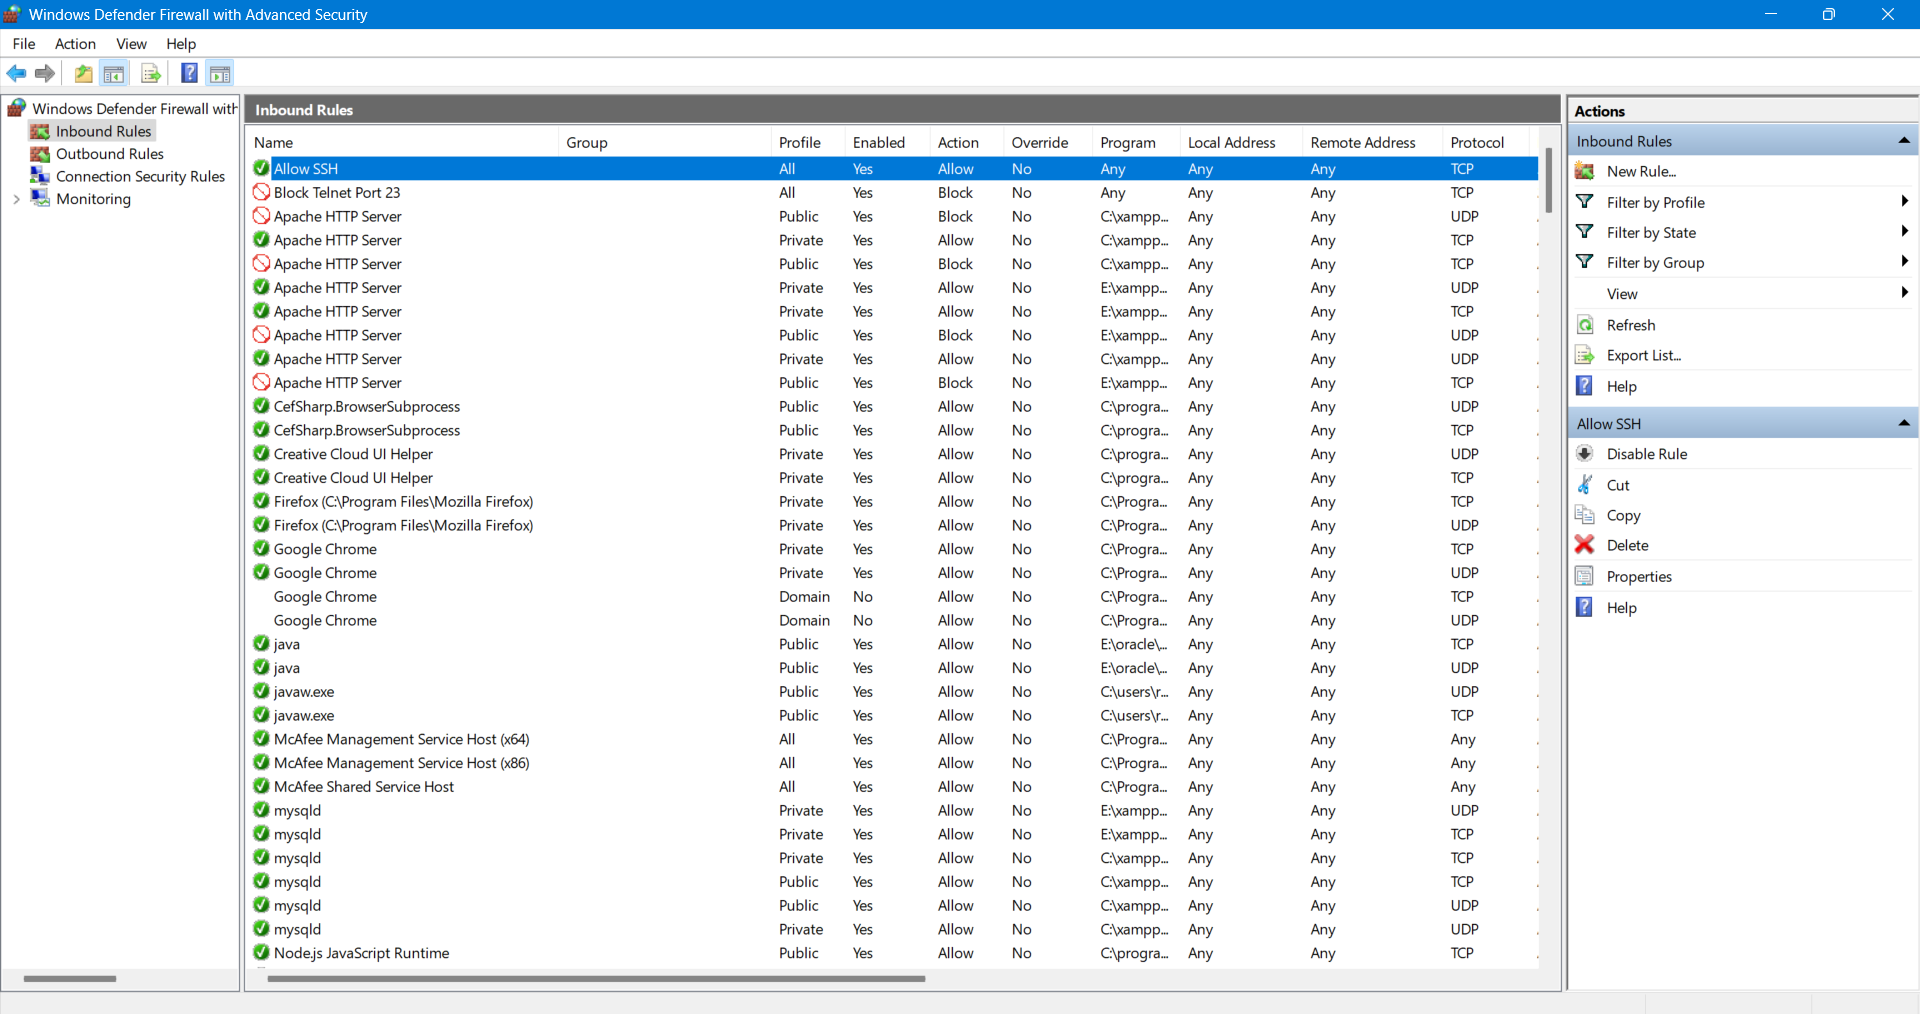 Windows Defender Firewall with Advanced Security
File Action View Help
Windows Defender Firewall with
Inbound Rules
Outbound Rules
Connection Security Rules
Monitoring
Inbound Rules
Name Group Profile Enabled Action Override Program Local Address Remote Address Protocol
Allow SSH All Yes Allow No Any Any Any TCP
Block Telnet Port 23 All Yes Block No Any Any Any TCP
Apache HTTP Server Public Yes Block No C:\xampp... Any Any UDP
Apache HTTP Server Private Yes Allow No C:\xampp... Any Any TCP
Apache HTTP Server Public Yes Block No C:\xampp... Any Any TCP
Apache HTTP Server Private Yes Allow No E:\xampp... Any Any UDP
Apache HTTP Server Private Yes Allow No E:\xampp... Any Any TCP
Apache HTTP Server Public Yes Block No E:\xampp... Any Any UDP
Apache HTTP Server Private Yes Allow No C:\xampp... Any Any UDP
Apache HTTP Server Public Yes Block No E:\xampp... Any Any TCP
CefSharp.BrowserSubprocess Public Yes Allow No C:\progra... Any Any UDP
CefSharp.BrowserSubprocess Public Yes Allow No C:\progra... Any Any TCP
Creative Cloud UI Helper Private Yes Allow No C:\progra... Any Any UDP
Creative Cloud UI Helper Private Yes Allow No C:\progra... Any Any TCP
Firefox (C:\Program Files\Mozilla Firefox) Private Yes Allow No C:\Progra... Any Any TCP
Firefox (C:\Program Files\Mozilla Firefox) Private Yes Allow No C:\Progra... Any Any UDP
Google Chrome Private Yes Allow No C:\Progra... Any Any TCP
Google Chrome Private Yes Allow No C:\Progra... Any Any UDP
Google Chrome Domain No Allow No C:\Progra... Any Any TCP
Google Chrome Domain No Allow No C:\Progra... Any Any UDP
java Public Yes Allow No E:\oracle\... Any Any TCP
java Public Yes Allow No E:\oracle\... Any Any UDP
javaw.exe Public Yes Allow No C:\users\r... Any Any UDP
javaw.exe Public Yes Allow No C:\users\r... Any Any TCP
McAfee Management Service Host (x64) All Yes Allow No C:\Progra... Any Any Any
McAfee Management Service Host (x86) All Yes Allow No C:\Progra... Any Any Any
McAfee Shared Service Host All Yes Allow No C:\Progra... Any Any Any
mysqld Private Yes Allow No E:\xampp... Any Any UDP
mysqld Private Yes Allow No E:\xampp... Any Any TCP
mysqld Private Yes Allow No C:\xampp... Any Any TCP
mysqld Public Yes Allow No C:\xampp... Any Any TCP
mysqld Public Yes Allow No C:\xampp... Any Any UDP
mysqld Private Yes Allow No C:\xampp... Any Any UDP
Node.js JavaScript Runtime Public Yes Allow No C:\progra... Any Any TCP
Actions
Inbound Rules
New Rule...
Filter by Profile
Filter by State
Filter by Group
View
Refresh
Export List...
Help
Allow SSH
Disable Rule
Cut
Copy
Delete
Properties
Help